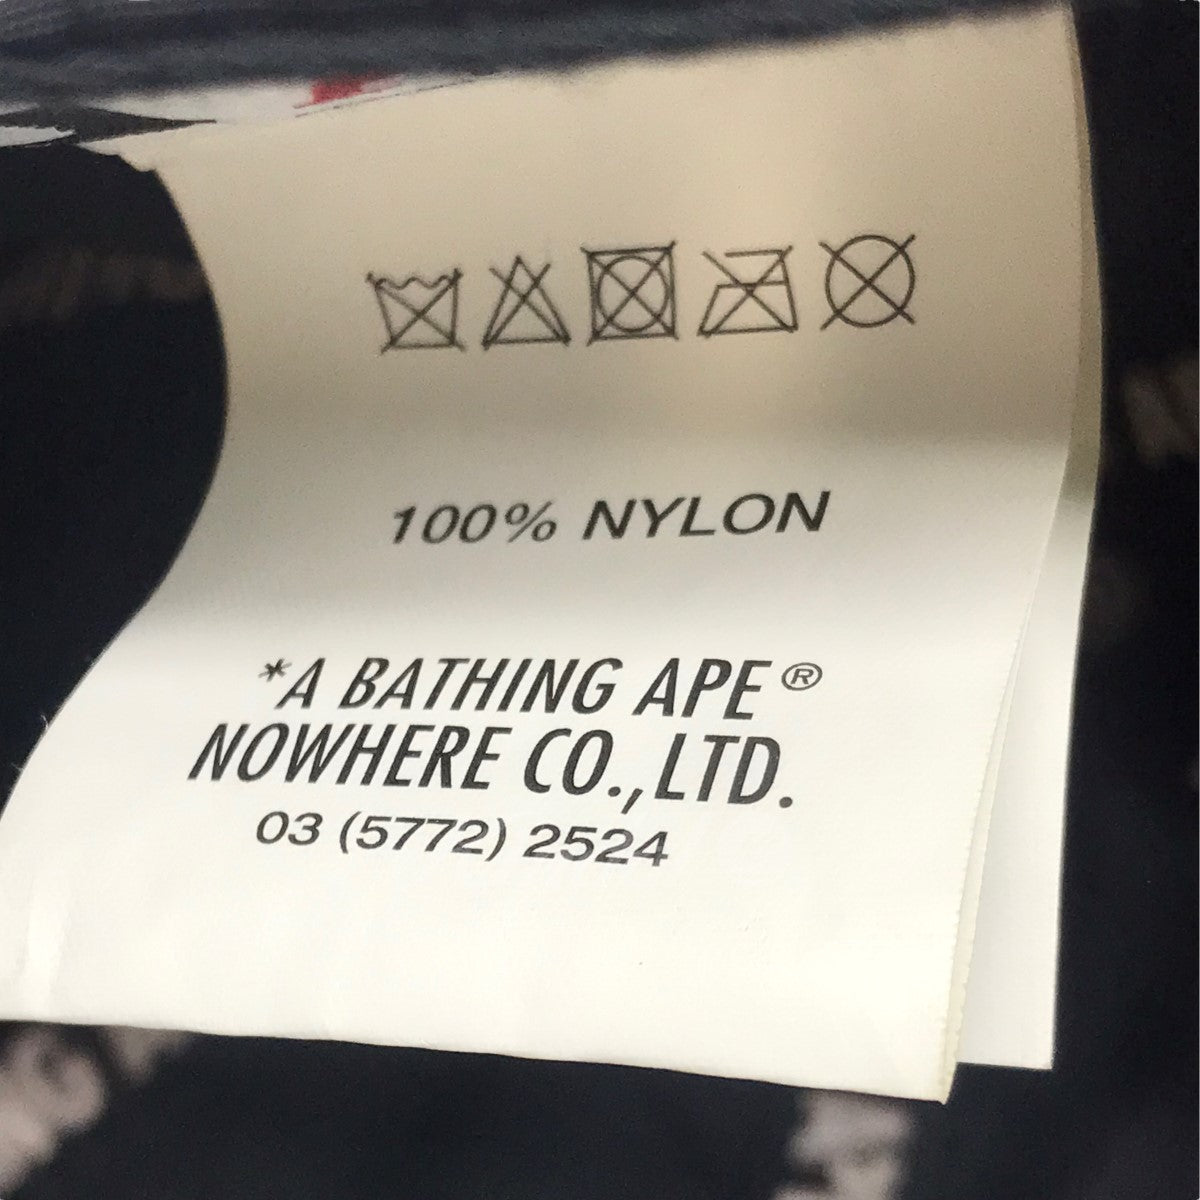 100% NYLON
*A BATHING APE®
NOWHERE CO.,LTD.
03 (5772) 2524